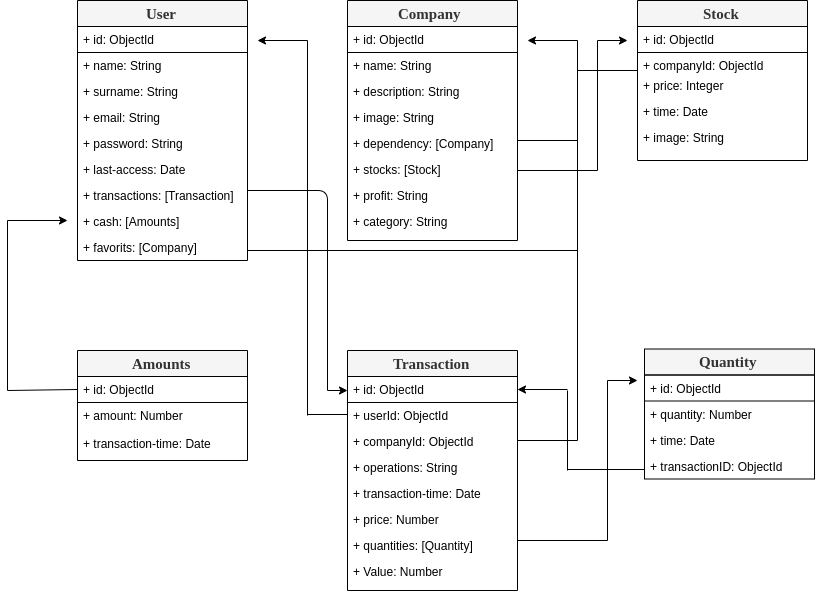 User
+ id: ObjectId
+ name: String
+ surname: String
+ email: String
+ password: String
+ last-access: Date
+ transactions: [Transaction]
+ cash: [Amounts]
+ favorits: [Company]
Company
+ id: ObjectId
+ name: String
+ description: String
+ image: String
+ dependency: [Company]
+ stocks: [Stock]
+ profit: String
+ category: String
Stock
+ id: ObjectId
+ companyId: ObjectId
+ price: Integer
+ time: Date
+ image: String
Amounts
+ id: ObjectId
+ amount: Number
+ transaction-time: Date
Transaction
+ id: ObjectId
+ userId: ObjectId
+ companyId: ObjectId
+ operations: String
+ transaction-time: Date
+ price: Number
+ quantities: [Quantity]
+ Value: Number
Quantity
+ id: ObjectId
+ quantity: Number
+ time: Date
+ transactionID: ObjectId